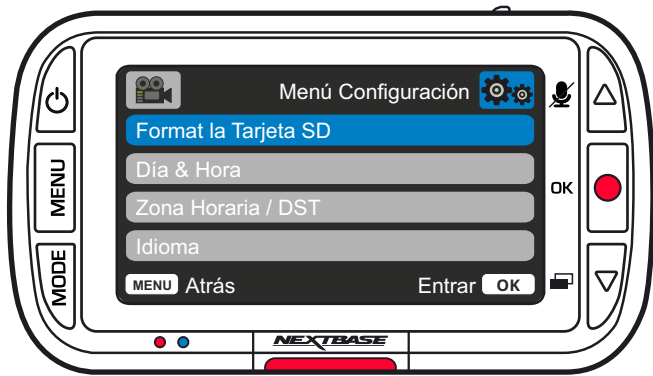 Menú Configuración
Format la Tarjeta SD
Día & Hora
Zona Horaria / DST
Idioma
MENU Atrás Entrar OK
MENU
MODE
OK
NEXTBASE